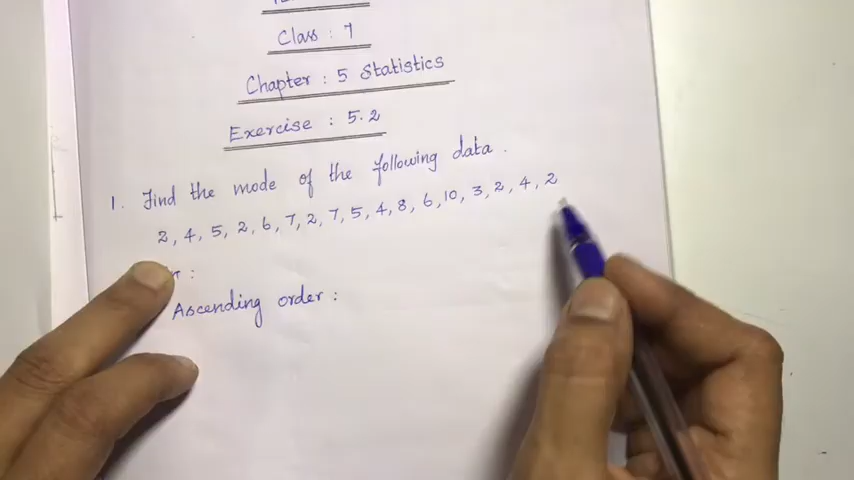 Class : 7
Chapter : 5 Statistics
Exercise : 5.2
1. Find the mode of the following data.
2, 4, 5, 2, 6, 7, 2, 7, 5, 4, 8, 6, 10, 3, 2, 4, 2
Ascending order :